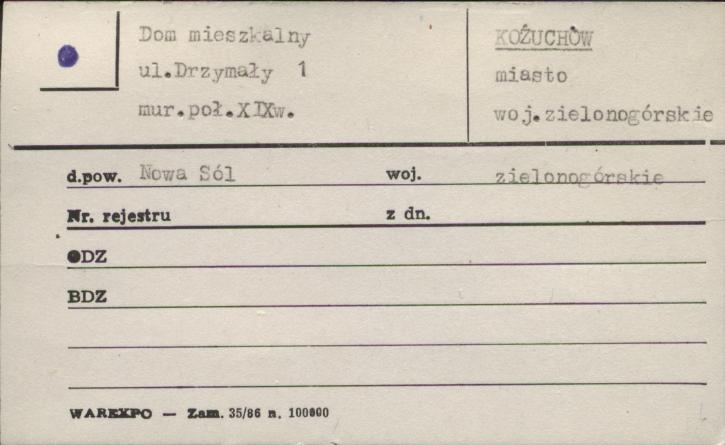 Dom mieszkalny
ul.Drzymały 1
mur.poł.XIXw.
KOŻUCHÓW
miasto
woj.zielonogórskie
d.pow. Nowa Sól woj. zielonogórskie
Nr. rejestru z dn.
ODZ
BDZ
WAREXPO — Zam. 35/86 n. 100000